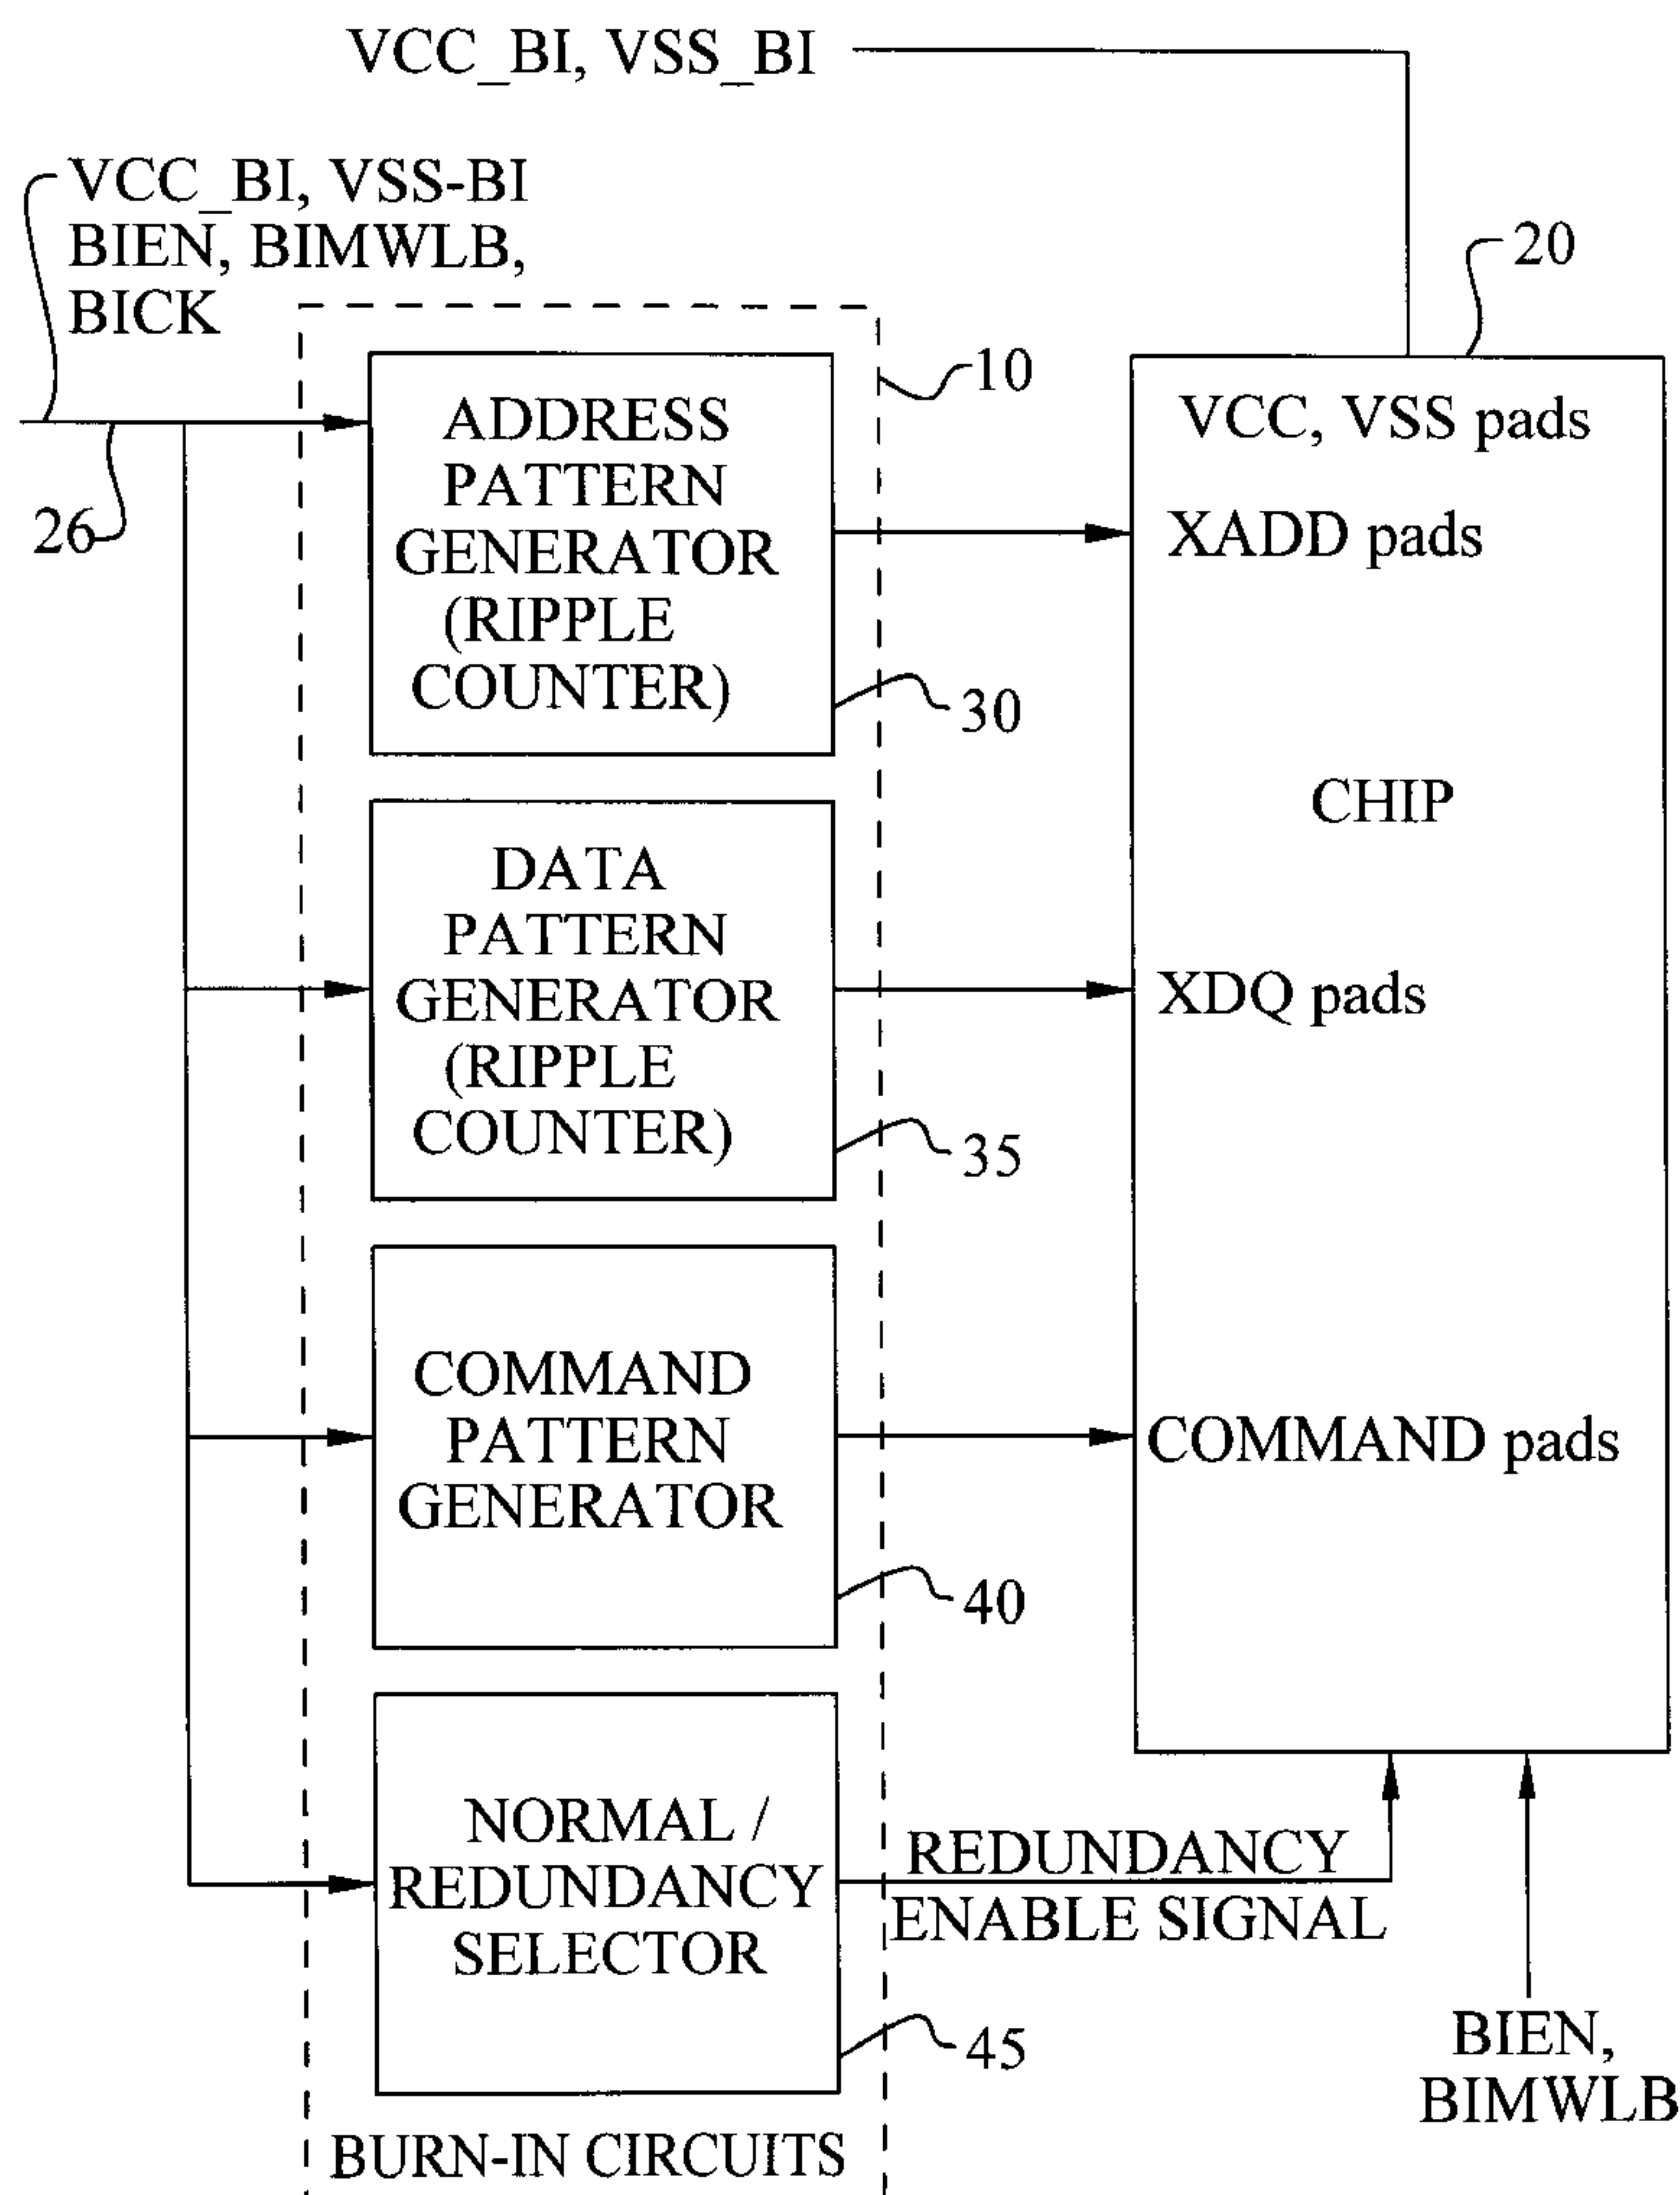 VCC_BI, VSS_BI
VCC_BI, VSS-BI
BIEN, BIMWLB,
BICK
26
10
20
ADDRESS
PATTERN
GENERATOR
(RIPPLE
COUNTER)
30
DATA
PATTERN
GENERATOR
(RIPPLE
COUNTER)
35
COMMAND
PATTERN
GENERATOR
40
NORMAL /
REDUNDANCY
SELECTOR
45
BURN-IN CIRCUITS
VCC, VSS pads
XADD pads
CHIP
XDQ pads
COMMAND pads
REDUNDANCY
ENABLE SIGNAL
BIEN,
BIMWLB